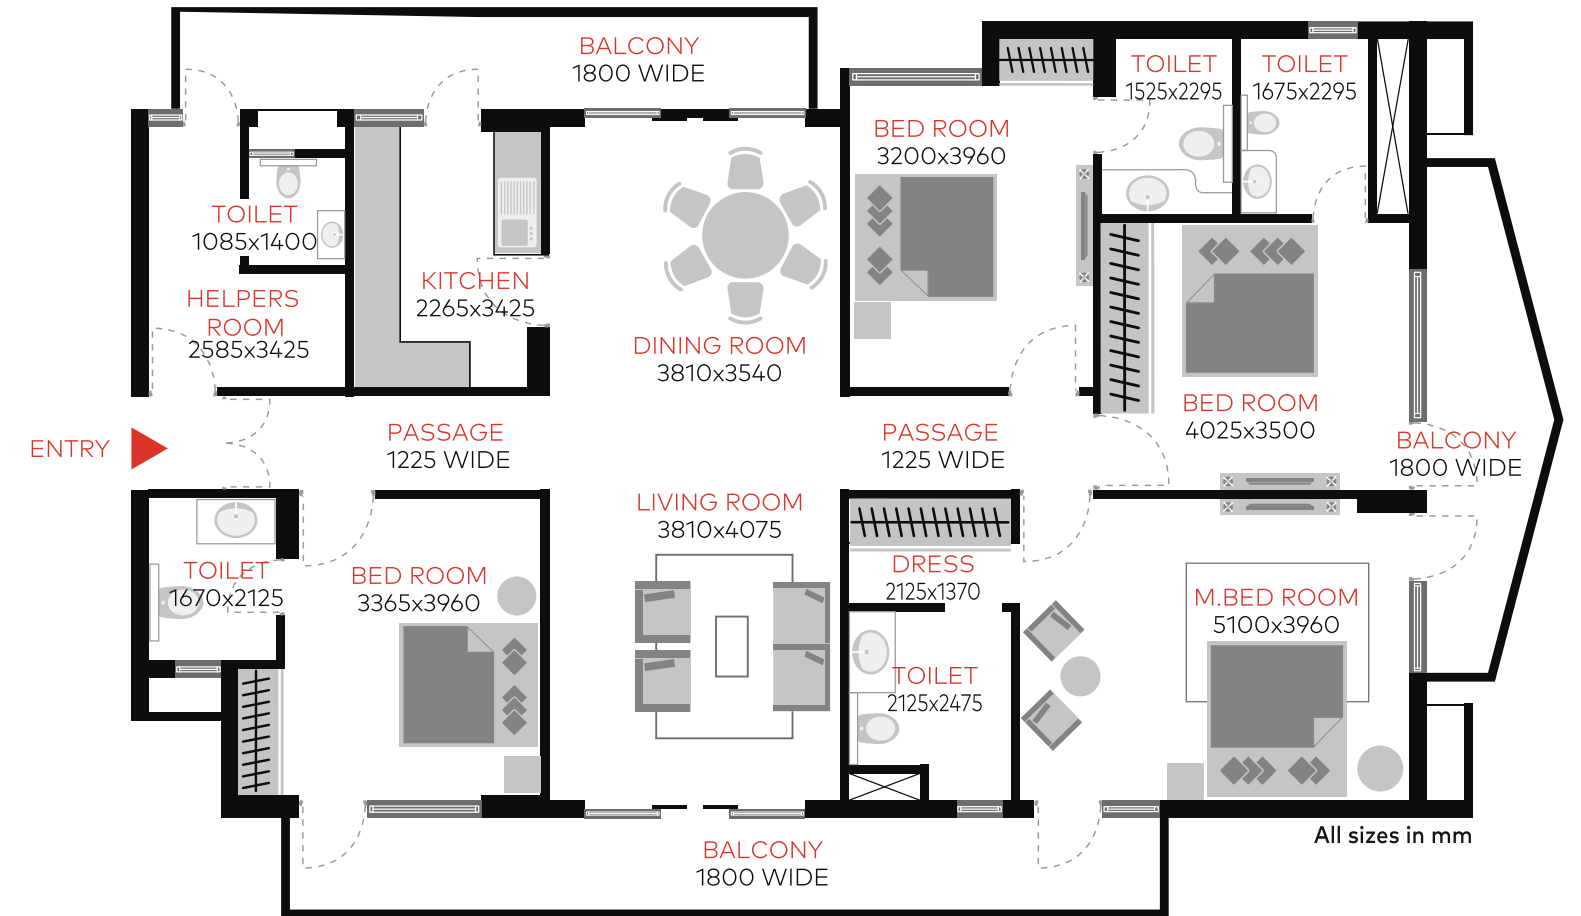 BALCONY
1800 WIDE
TOILET
1525x2295
TOILET
1675x2295
BED ROOM
3200x3960
TOILET
1085x1400
KITCHEN
2265x3425
HELPERS
ROOM
2585x3425
DINING ROOM
3810x3540
BED ROOM
4025x3500
ENTRY
PASSAGE
1225 WIDE
PASSAGE
1225 WIDE
BALCONY
1800 WIDE
LIVING ROOM
3810x4075
TOILET
1670x2125
BED ROOM
3365x3960
DRESS
2125x1370
M.BED ROOM
5100x3960
TOILET
2125x2475
All sizes in mm
BALCONY
1800 WIDE